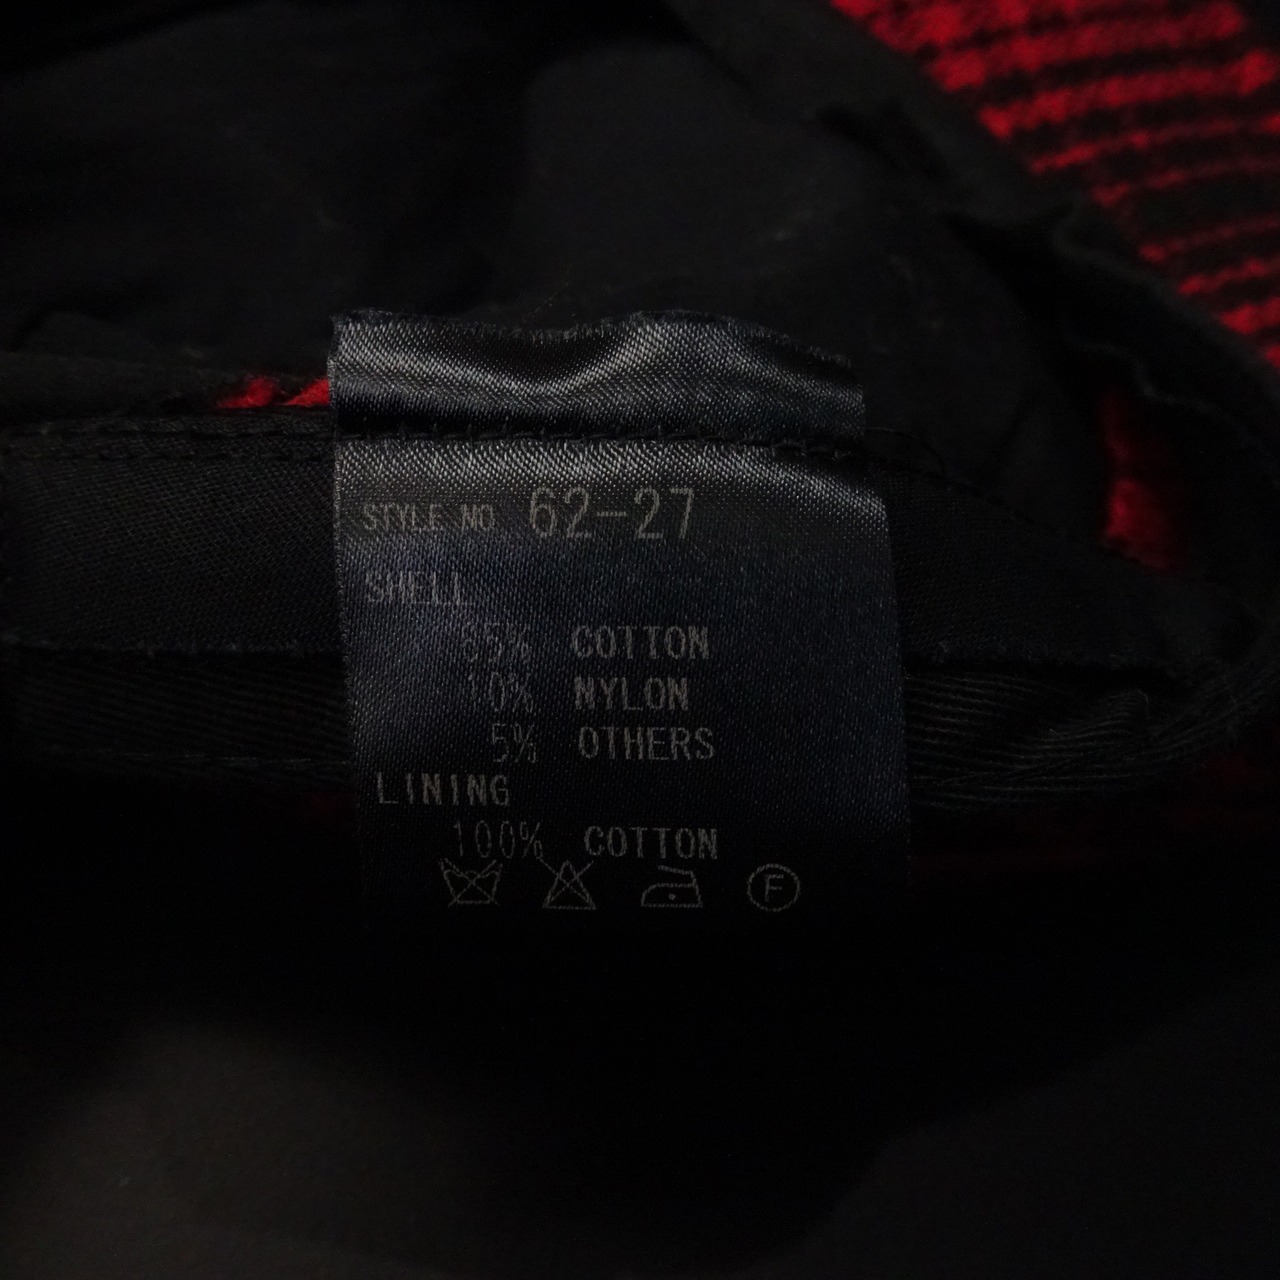 STYLE NO 62-27
SHELL
85% COTTON
10% NYLON
5% OTHERS
LINING
100% COTTON
F